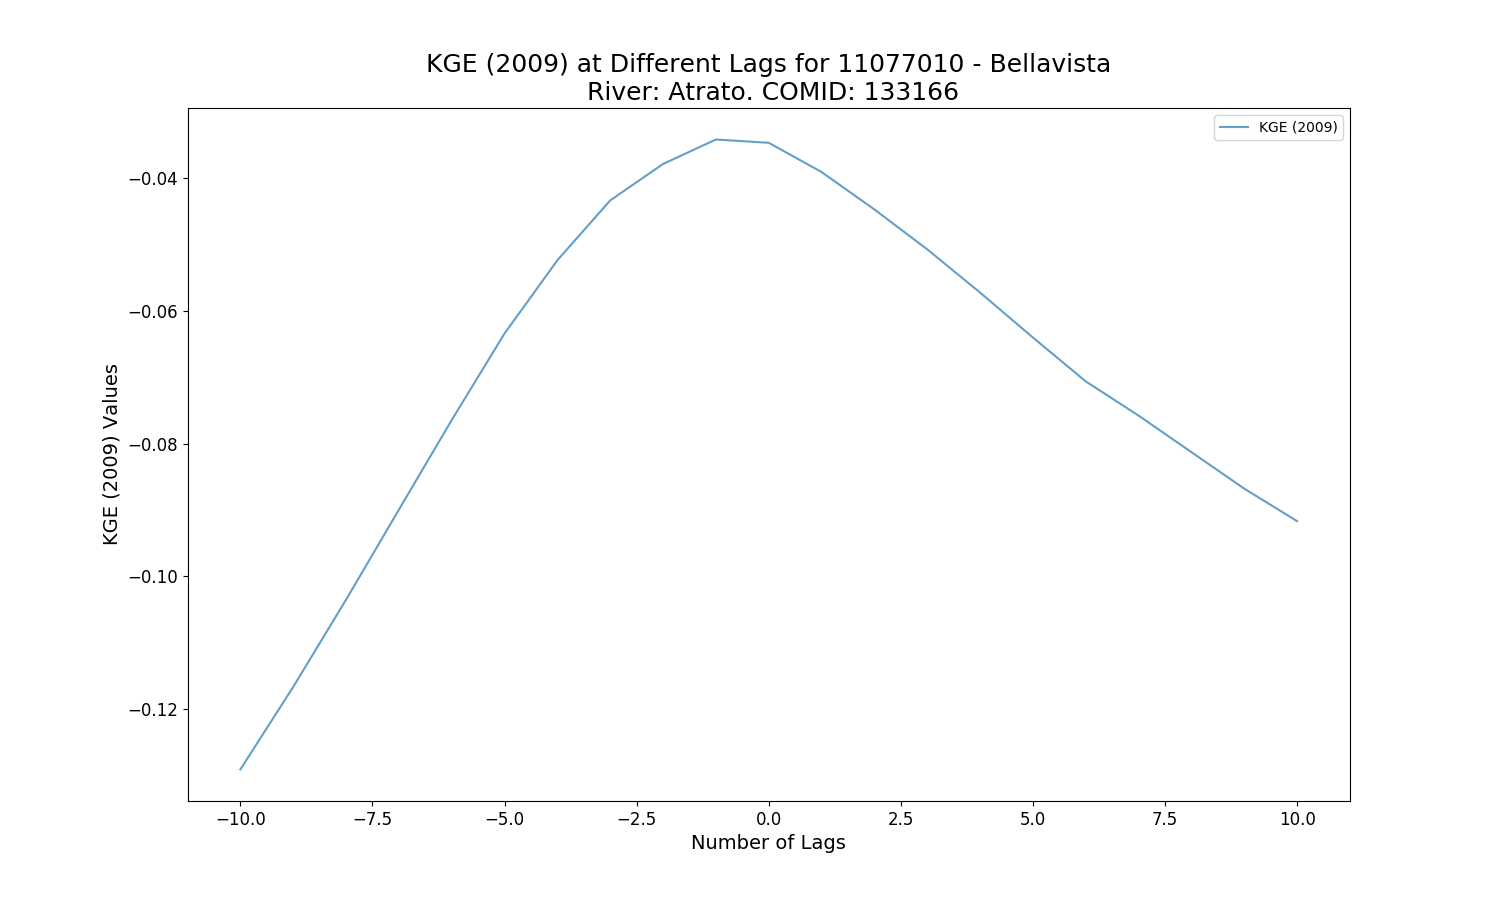 KGE (2009) at Different Lags for 11077010 - Bellavista
River: Atrato. COMID: 133166
KGE (2009)
−0.04
−0.06
−0.08
−0.10
−0.12
KGE (2009) Values
−10.0 −7.5 −5.0 −2.5 0.0 2.5 5.0 7.5 10.0
Number of Lags